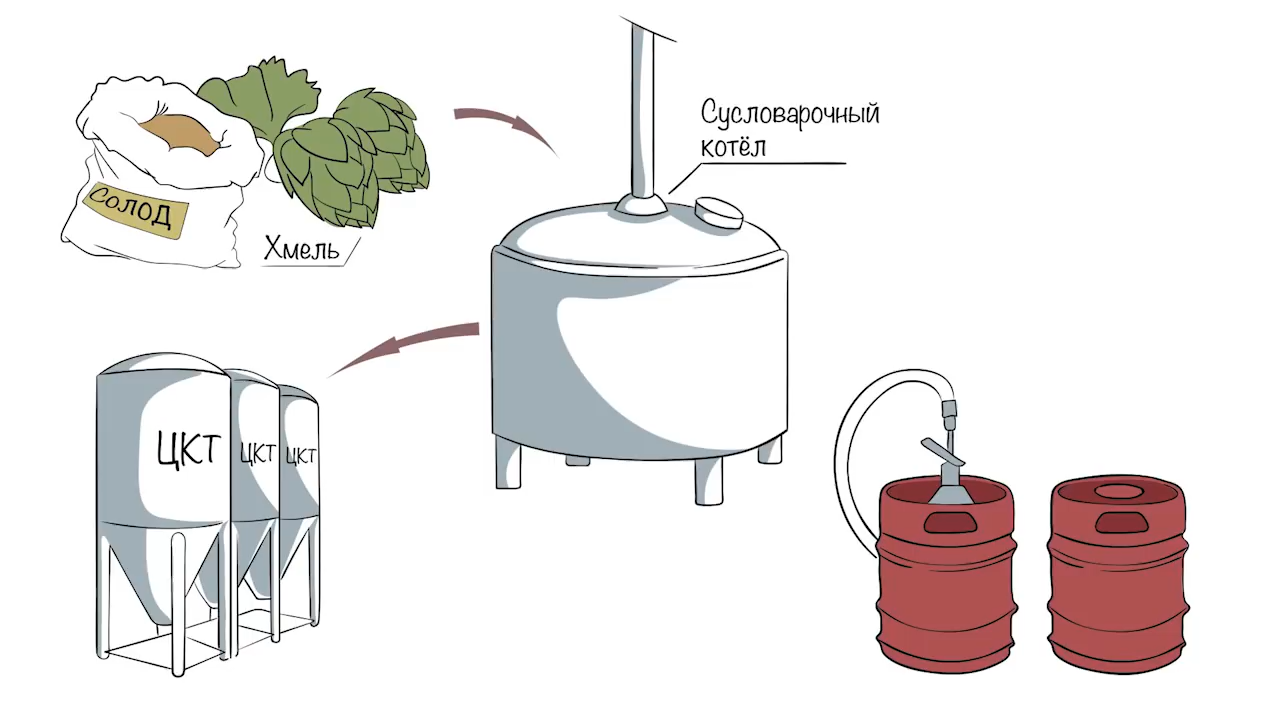 Сусловарочный
котёл
Солод
Хмель
ЦКТ
ЦКТ
ЦКТ